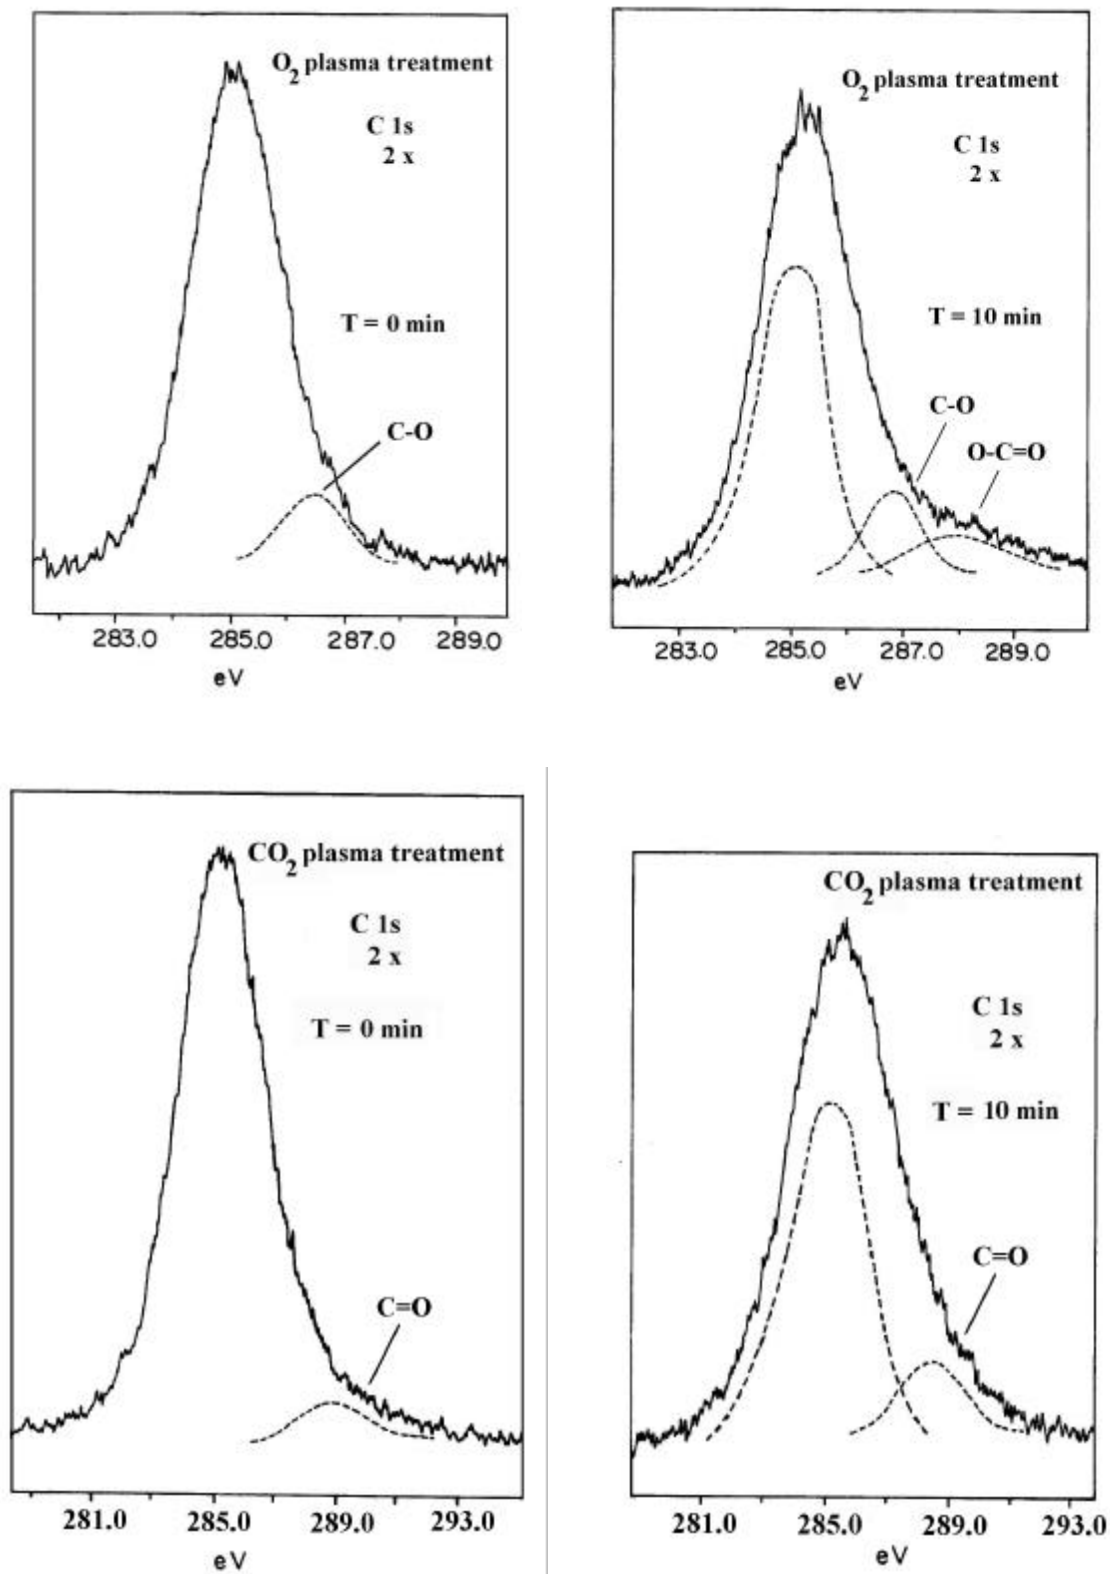 O2 plasma treatment
C 1s
2 x
T = 0 min
C-O
283.0 285.0 287.0 289.0
eV
O2 plasma treatment
C 1s
2 x
T = 10 min
C-O
O-C=O
283.0 285.0 287.0 289.0
eV
CO2 plasma treatment
C 1s
2 x
T = 0 min
C=O
281.0 285.0 289.0 293.0
eV
CO2 plasma treatment
C 1s
2 x
T = 10 min
C=O
281.0 285.0 289.0 293.0
eV